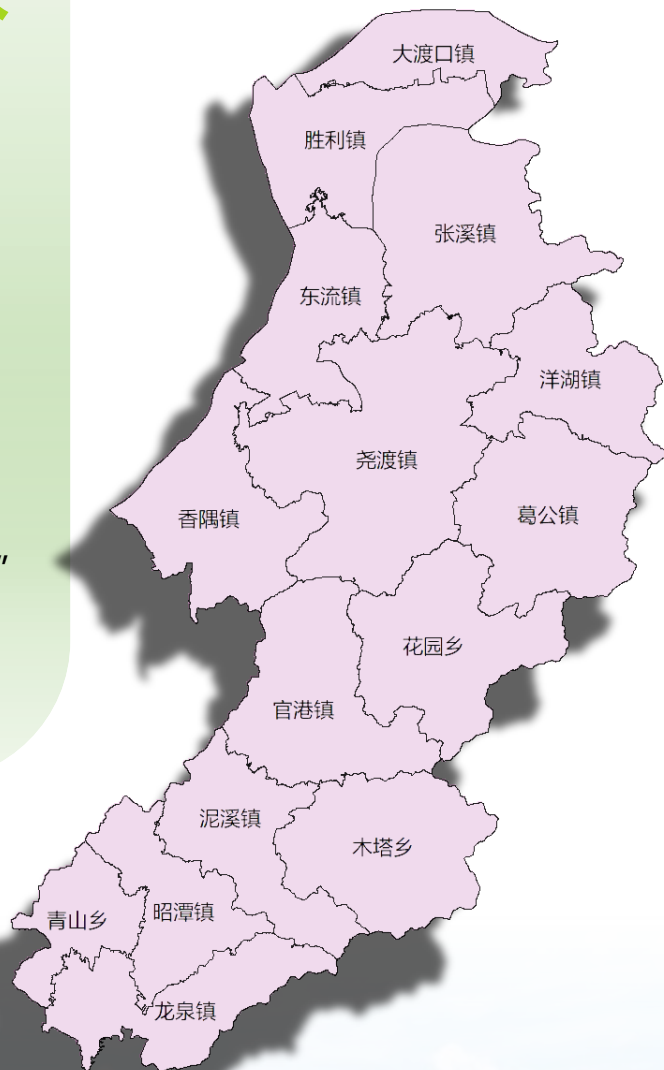 大渡口镇
胜利镇
张溪镇
东流镇
洋湖镇
尧渡镇
香隅镇
葛公镇
”
花园乡
官港镇
泥溪镇
木塔乡
昭潭镇
青山乡
龙泉镇